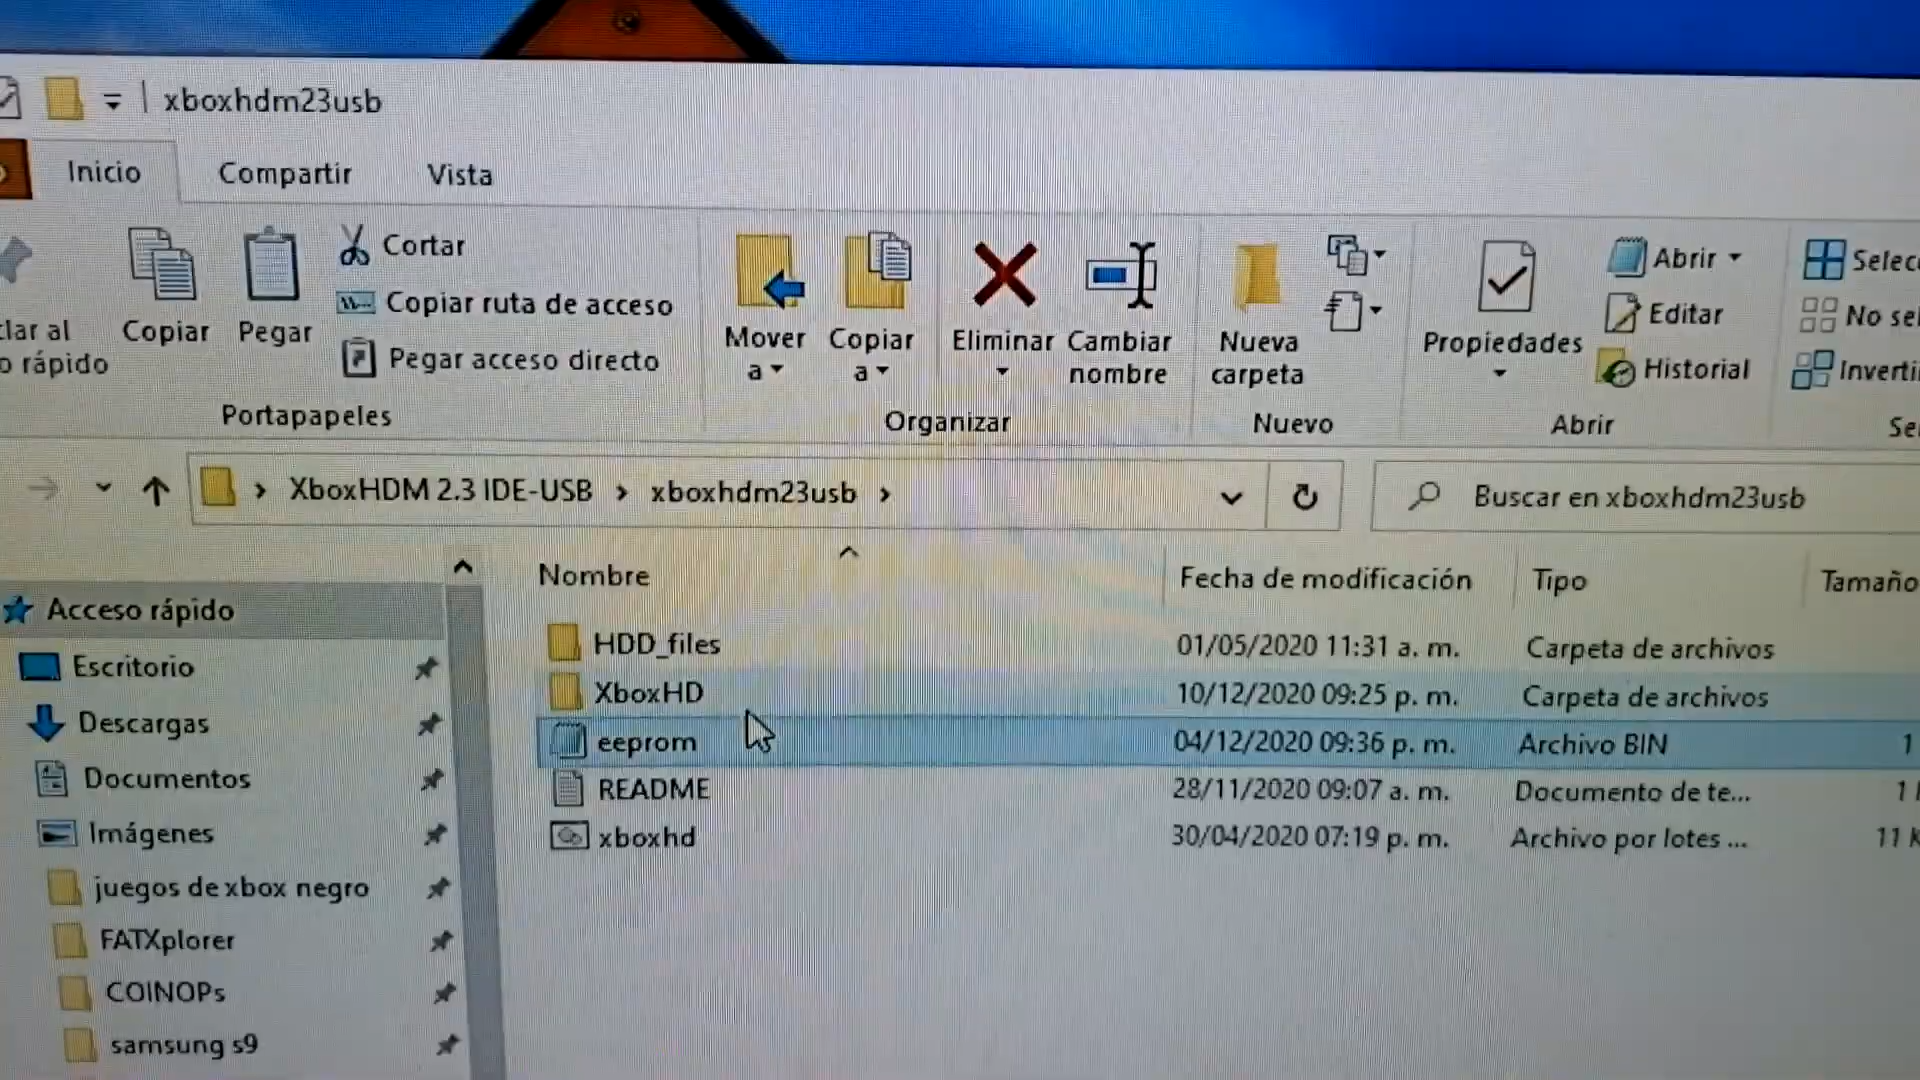 xboxhdm23usb
Inicio Compartir Vista
Copiar
Pegar
Cortar
Copiar ruta de acceso
Pegar acceso directo
rápido
Portapapeles
Mover a
Copiar a
Eliminar
Cambiar nombre
Organizar
Nueva carpeta
Nuevo
Propiedades
Abrir
Editar
Historial
Abrir
No
XboxHDM 2.3 IDE-USB > xboxhdm23usb >
Buscar en xboxhdm23usb
Nombre Fecha de modificación Tipo Tamaño
HDD_files 01/05/2020 11:31 a. m. Carpeta de archivos
XboxHD 10/12/2020 09:25 p. m. Carpeta de archivos
eeprom 04/12/2020 09:36 p. m. Archivo BIN 1
README 28/11/2020 09:07 a. m. Documento de te... 1
xboxhd 30/04/2020 07:19 p. m. Archivo por lotes ... 11
Acceso rápido
Escritorio
Descargas
Documentos
Imágenes
juegos de xbox negro
FATXplorer
COINOPs
samsung s9